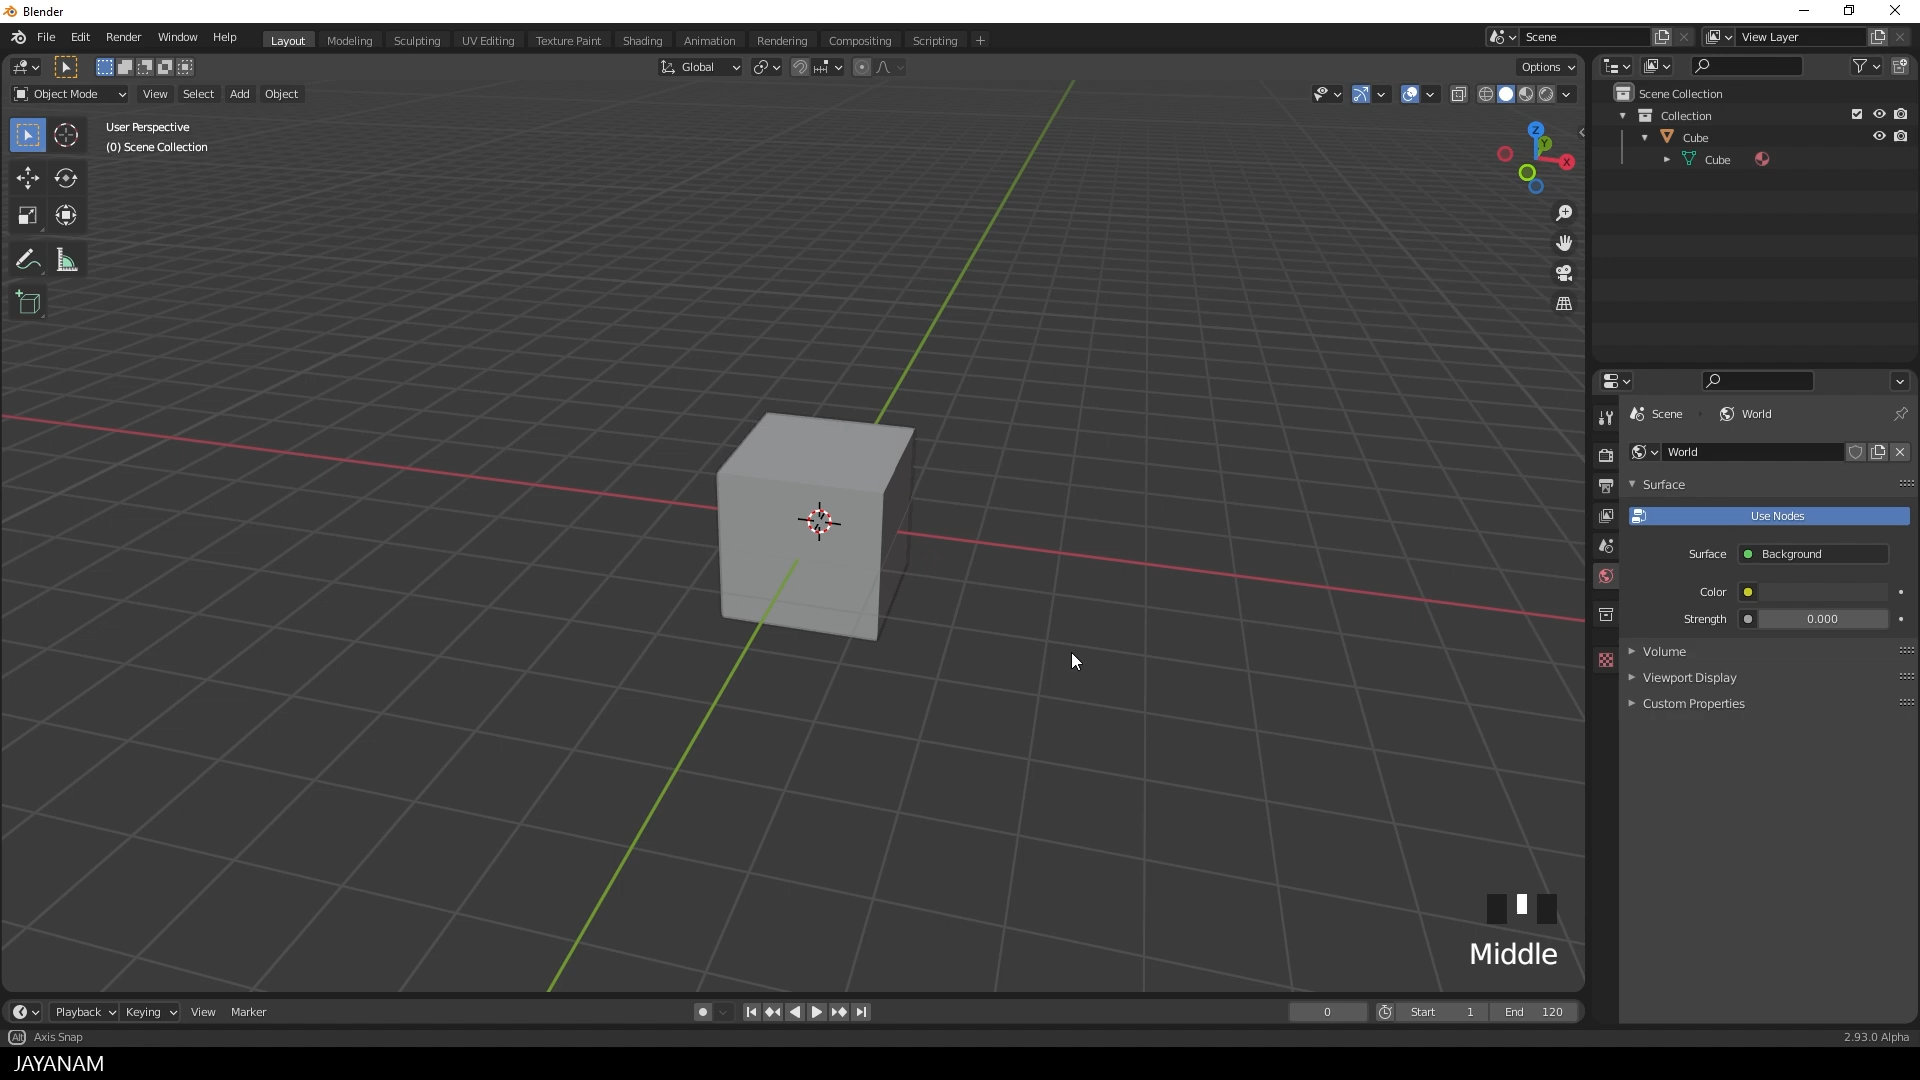 Blender
File Edit Render Window Help Layout Modeling Sculpting UV Editing Texture Paint Shading Animation Rendering Compositing Scripting + Scene View Layer
Global Options
Object Mode View Select Add Object
User Perspective
(0) Scene Collection
Z
Y
X
Scene Collection
Collection
Cube
Cube
Scene World
World
Surface
Use Nodes
Surface Background
Color
Strength 0.000
Volume
Viewport Display
Custom Properties
Middle
Playback Keying View Marker 0 Start 1 End 120
Alt Axis Snap 2.93.0 Alpha
JAYANAM